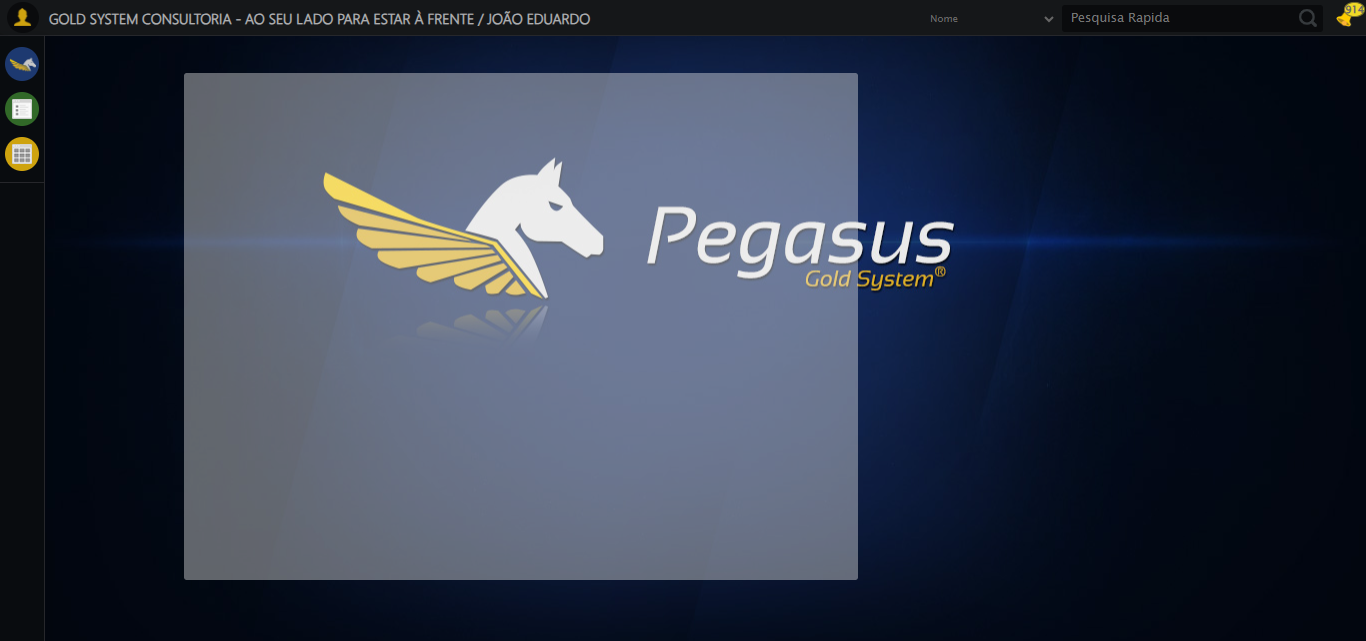 GOLD SYSTEM CONSULTORIA - AO SEU LADO PARA ESTAR À FRENTE / JOÃO EDUARDO
Nome
Pesquisa Rapida
914
Pegasus
Gold System®